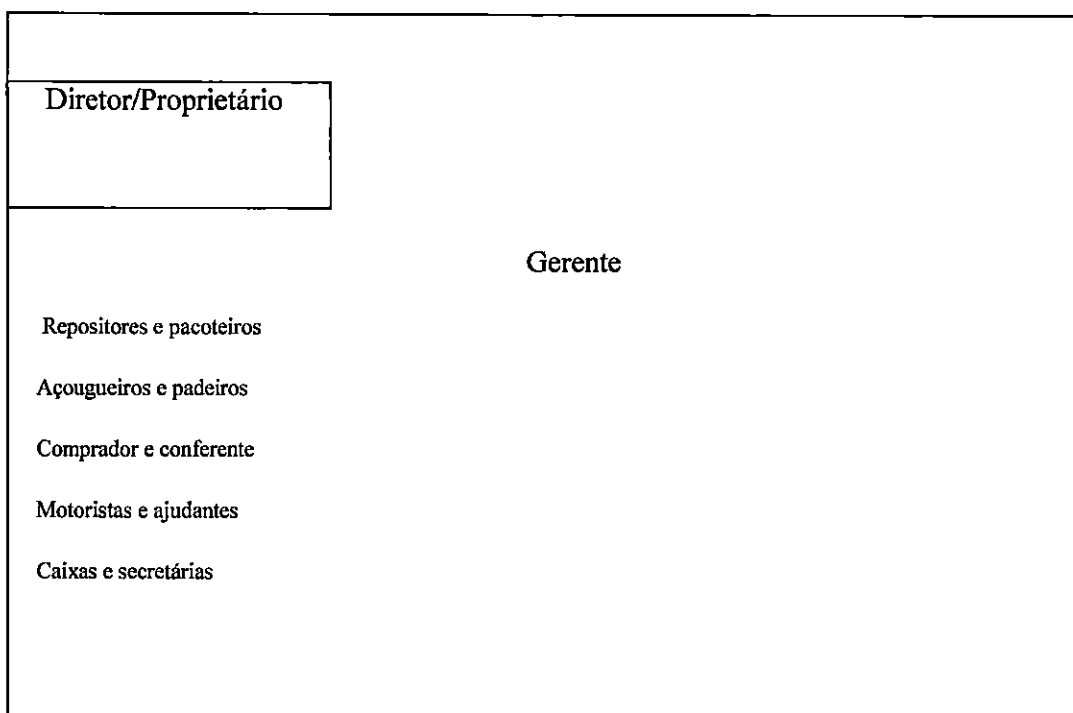 Diretor/Proprietário
Gerente
Repositores e pacoteiros
Açougueiros e padeiros
Comprador e conferente
Motoristas e ajudantes
Caixas e secretárias